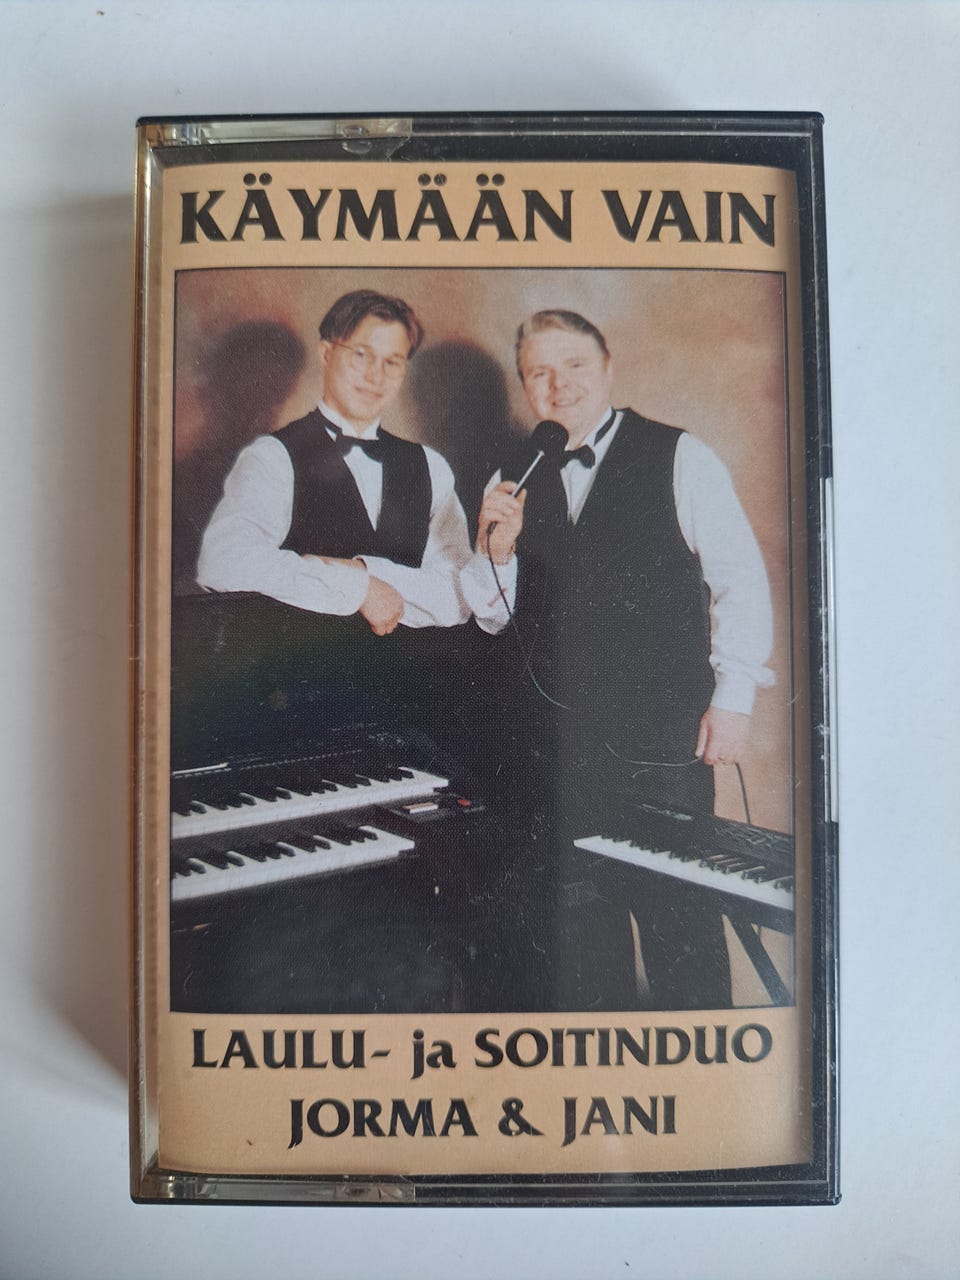 KÄYMÄÄN VAIN
LAULU- ja SOITINDUO
JORMA & JANI